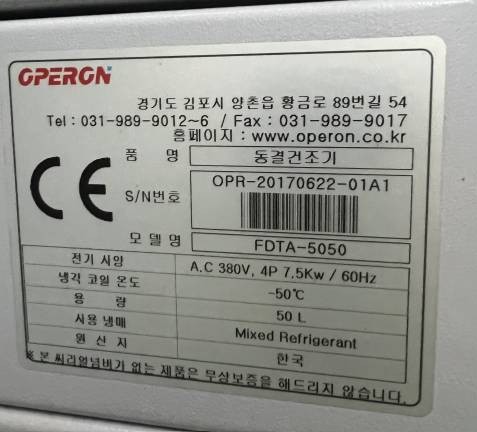 OPERON
경기도 김포시 양촌읍 황금로 89번길 54
Tel : 031-989-9012~6 / Fax : 031-989-9017
홈페이지 : www.operon.co.kr
CE
품 명 동결건조기
S/N번호 OPR-20170622-01A1
모 델 명 FDTA-5050
전기 사양 A.C 380V, 4P 7.5Kw / 60Hz
냉각 코일 온도 -50℃
용 량 50 L
사용 냉매 Mixed Refrigerant
원 산 지 한국
※ 본 씨리얼넘버가 없는 제품은 무상보증을 해드리지 않습니다.